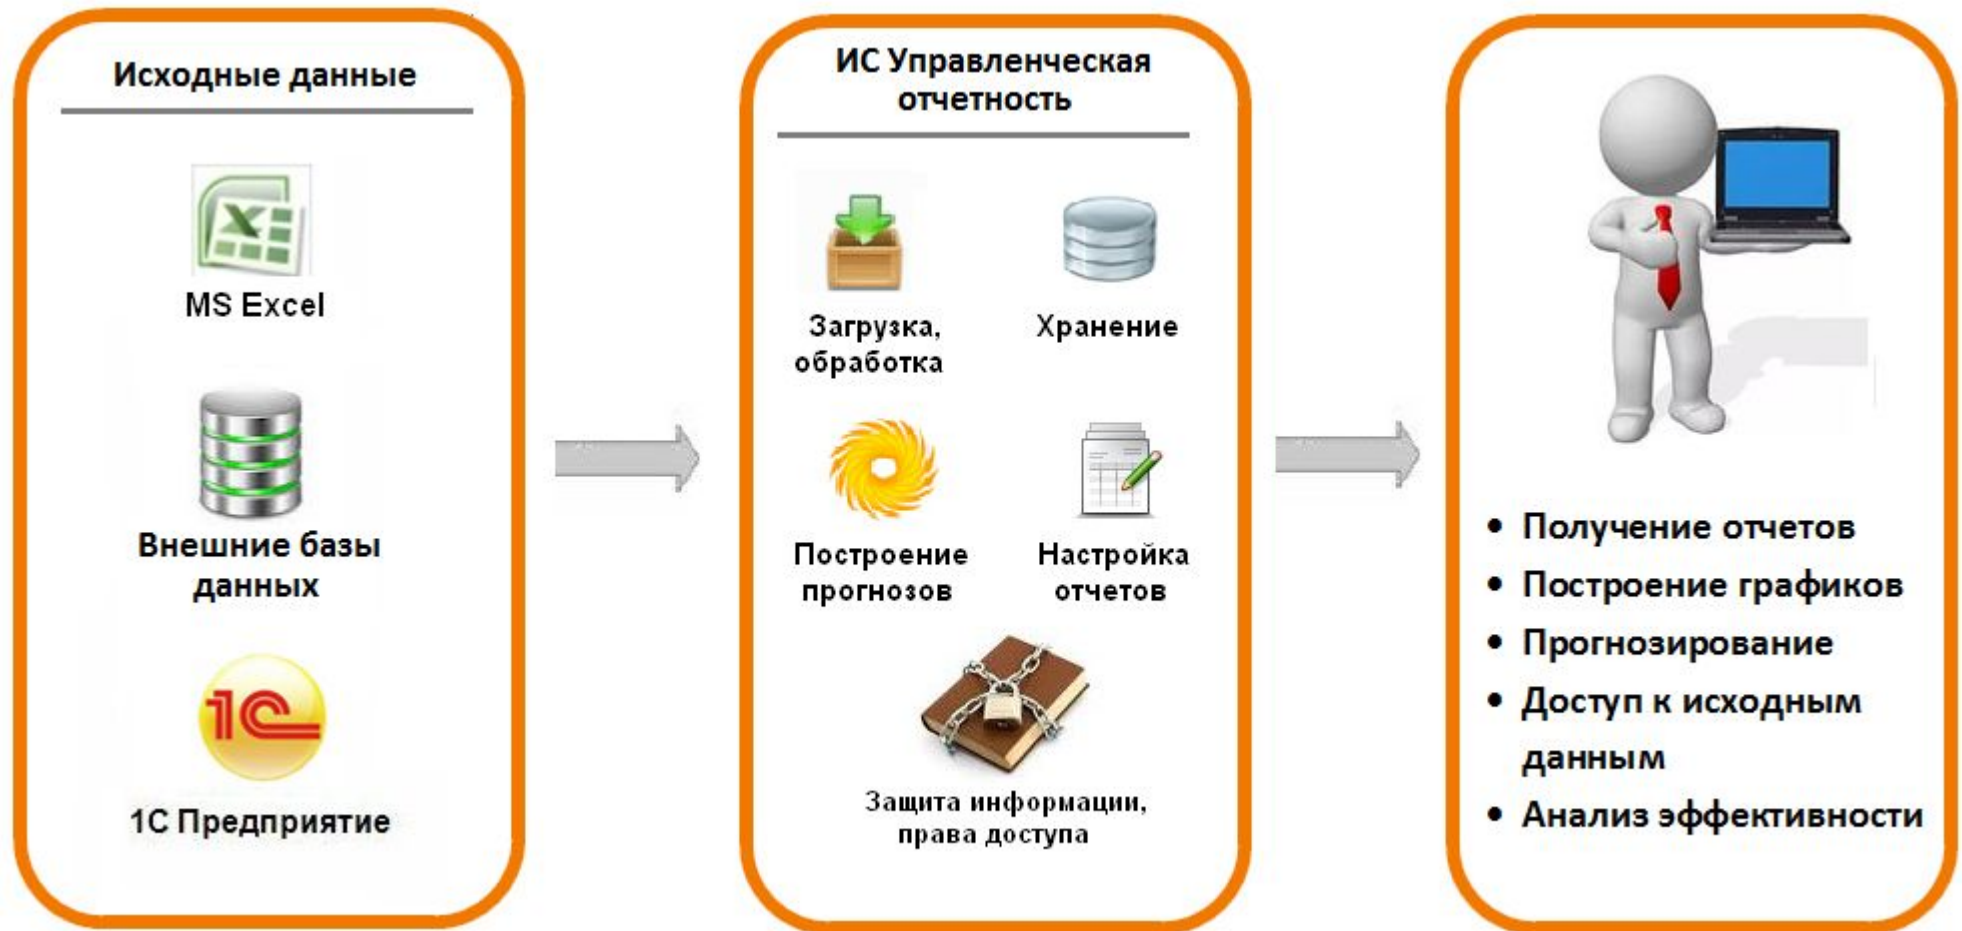 Исходные данные
MS Excel
Внешние базы
данных
1С
1С Предприятие
ИС Управленческая
отчетность
Загрузка,
обработка
Хранение
Построение
прогнозов
Настройка
отчетов
Защита информации,
права доступа
• Получение отчетов
• Построение графиков
• Прогнозирование
• Доступ к исходным
данным
• Анализ эффективности